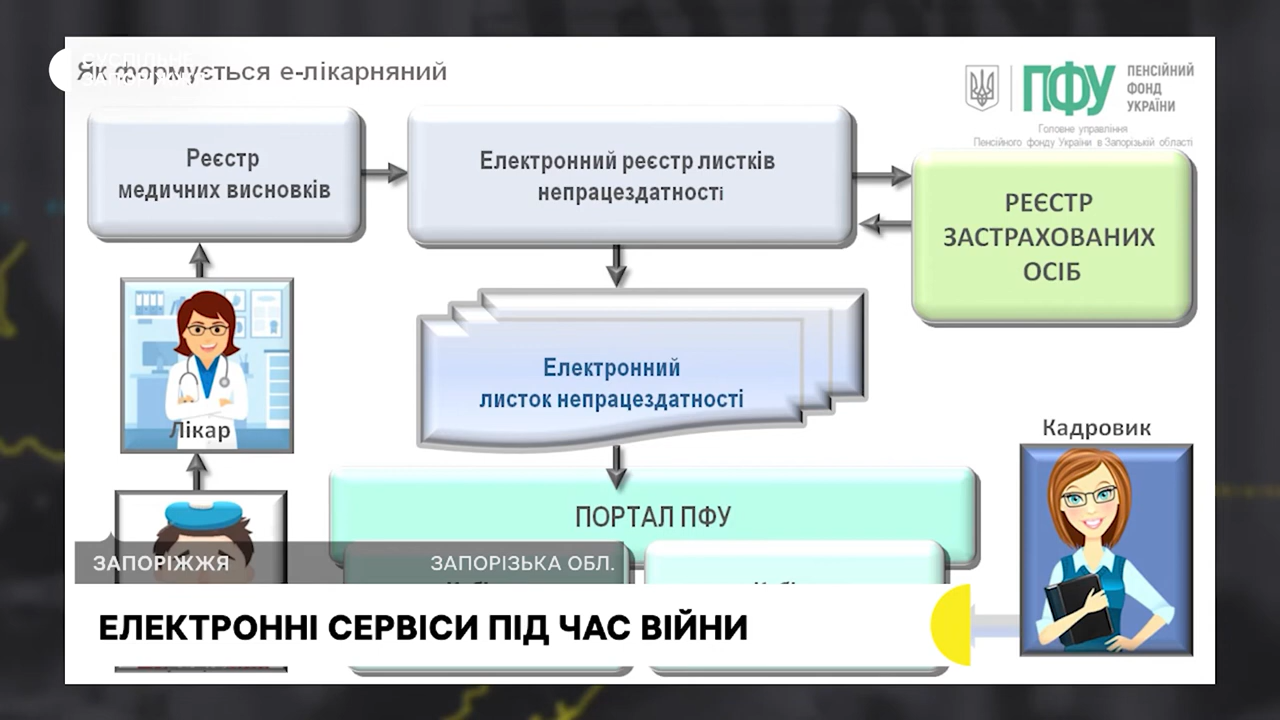 Як формується е-лікарняний
ПФУ
ПЕНСІЙНИЙ
ФОНД
УКРАЇНИ
Головне управління
Пенсійного фонду України в Запорізькій області
Реєстр
медичних висновків
Електронний реєстр листків
непрацездатності
РЕЄСТР
ЗАСТРАХОВАНИХ
ОСІБ
Лікар
Електронний
листок непрацездатності
Кадровик
ПОРТАЛ ПФУ
ЗАПОРІЖЖЯ
ЗАПОРІЗЬКА ОБЛ.
ЕЛЕКТРОННІ СЕРВІСИ ПІД ЧАС ВІЙНИ